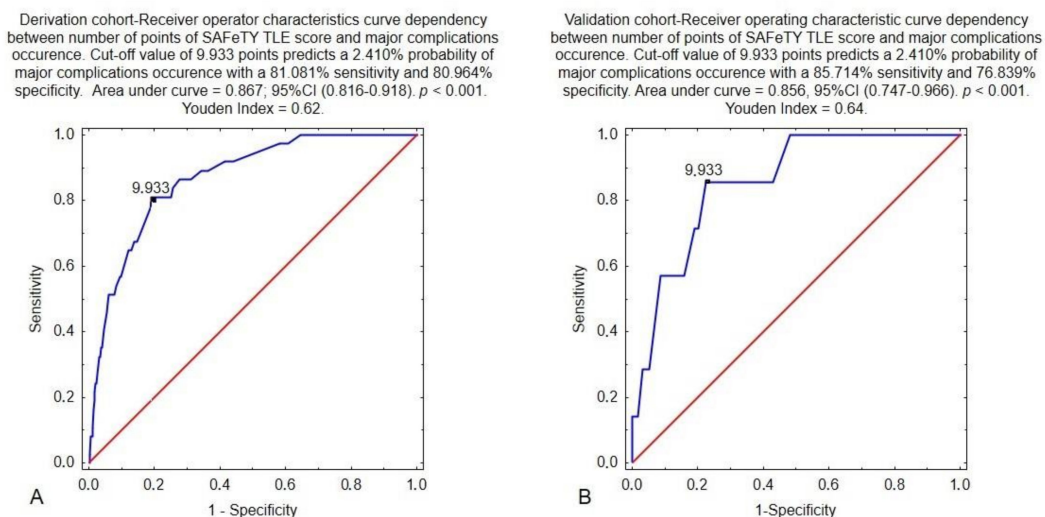 Derivation cohort-Receiver operator characteristics curve dependency
between number of points of SAFeTY TLE score and major complications
occurence. Cut-off value of 9.933 points predicts a 2.410% probability of
major complications occurence with a 81.081% sensitivity and 80.964%
specificity. Area under curve = 0.867; 95%CI (0.816-0.918). p < 0.001.
Youden Index = 0.62.
1.0
0.8
0.6
0.4
0.2
0.0
Sensitivity
9.933
0.0 0.2 0.4 0.6 0.8 1.0
A
1 - Specificity
Validation cohort-Receiver operating characteristic curve dependency
between number of points of SAFeTY TLE score and major complications
occurence. Cut-off value of 9.933 points predicts a 2.410% probability of
major complications occurence with a 85.714% sensitivity and 76.839%
specificity. Area under curve = 0.856, 95%CI (0.747-0.966). p < 0.001.
Youden Index = 0.64.
1.0
0.8
0.6
0.4
0.2
0.0
Sensitivity
9,933
0.0 0.2 0.4 0.6 0.8 1.0
B
1-Specificity